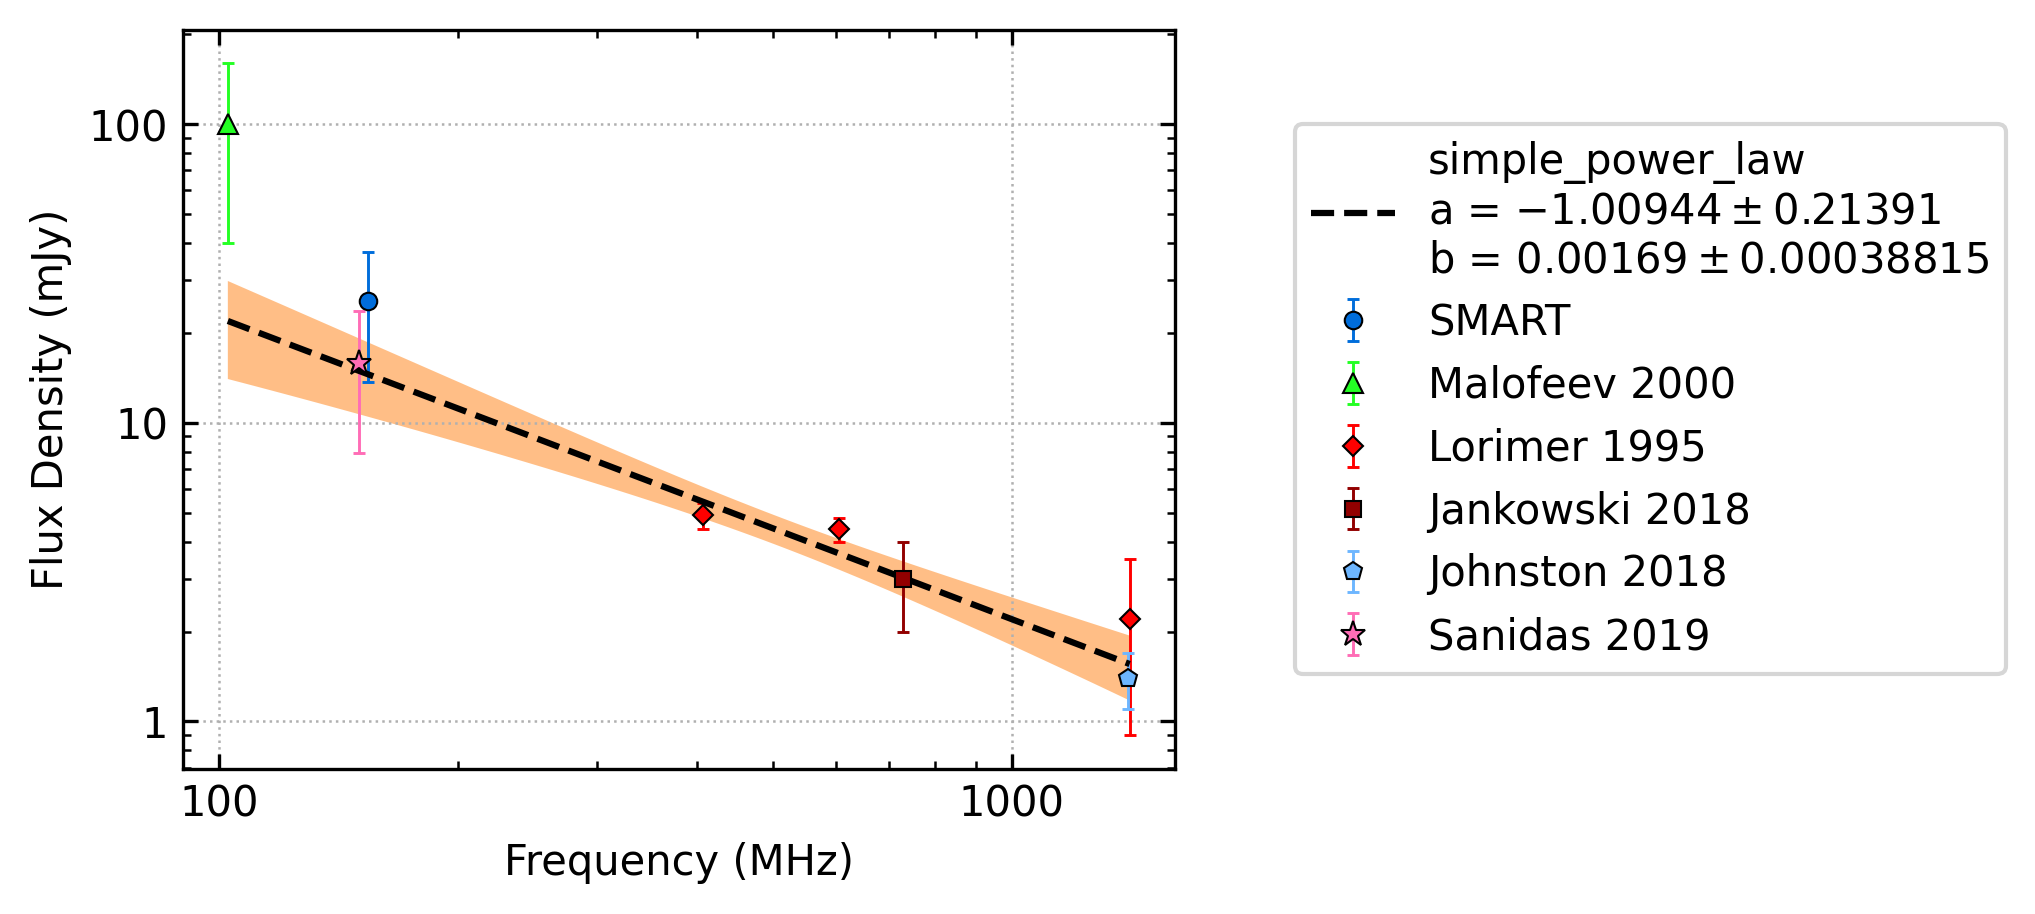 100
10
1
Flux Density (mJy)
100 1000
Frequency (MHz)
simple_power_law
a = −1.00944 ± 0.21391
b = 0.00169 ± 0.00038815
SMART
Malofeev 2000
Lorimer 1995
Jankowski 2018
Johnston 2018
Sanidas 2019